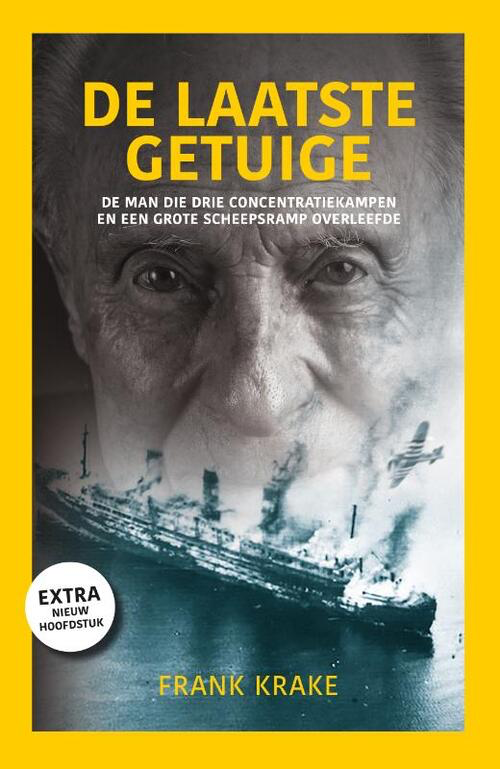 DE LAATSTE
GETUIGE
DE MAN DIE DRIE CONCENTRATIEKAMPEN
EN EEN GROTE SCHEEPSRAMP OVERLEEFDE
EXTRA
NIEUW
HOOFDSTUK
FRANK KRAKE